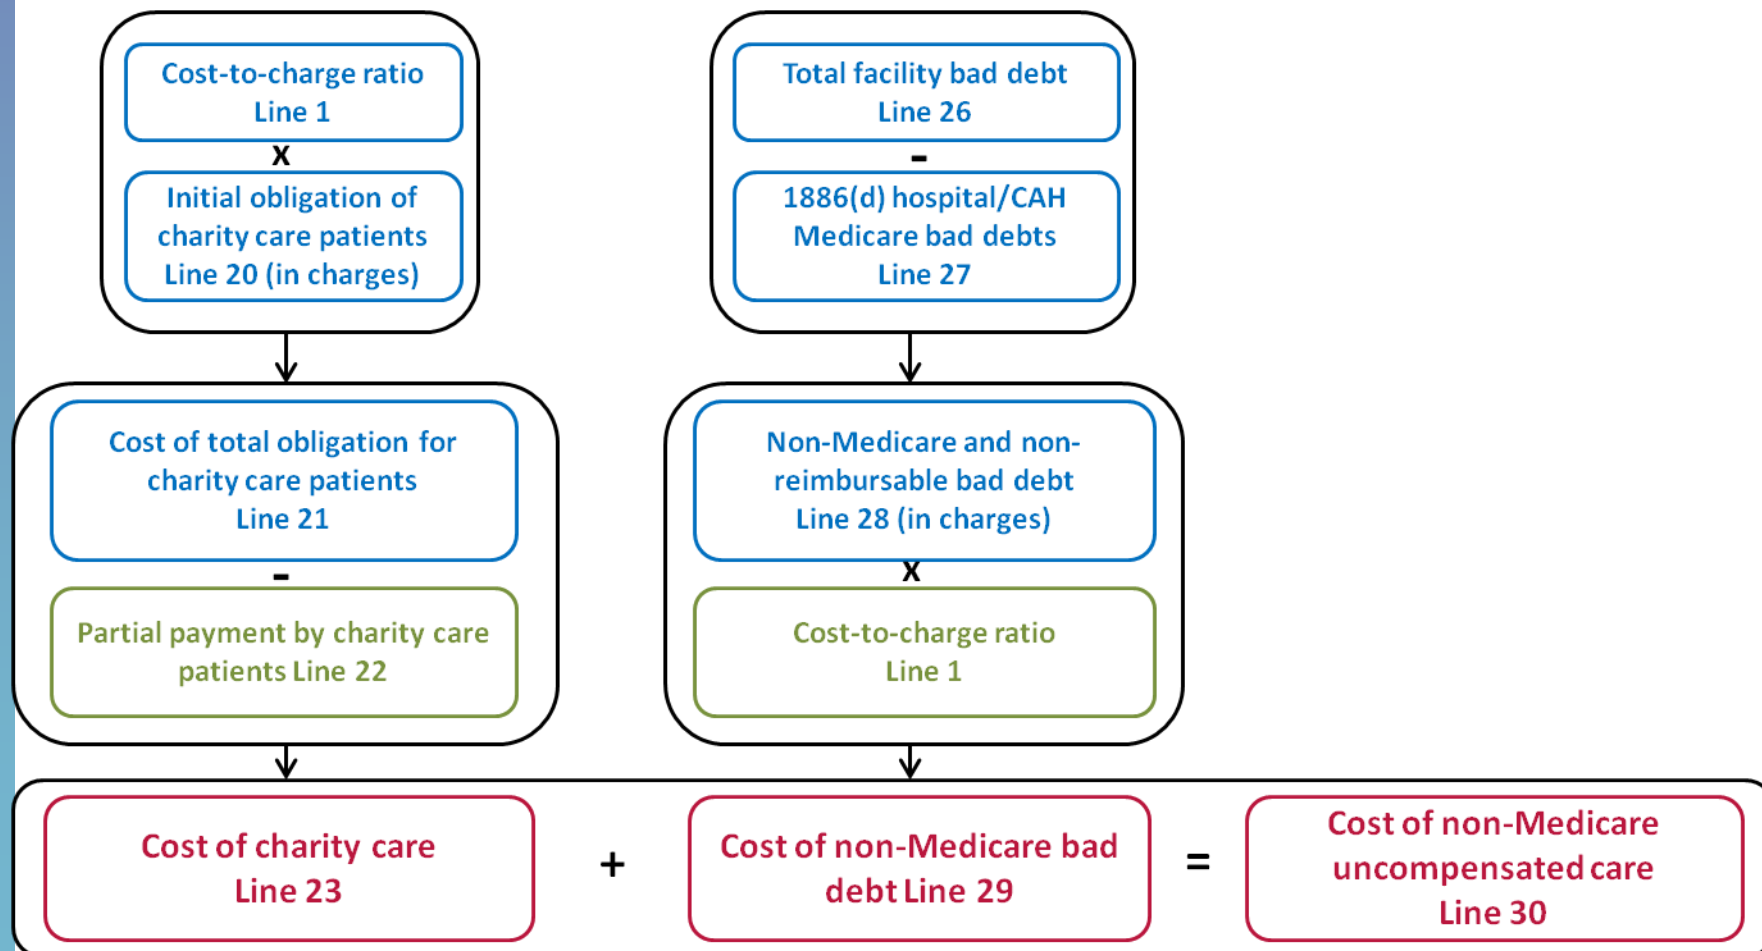 Cost-to-charge ratio
Line 1
x
Initial obligation of
charity care patients
Line 20 (in charges)
Total facility bad debt
Line 26
-
1886(d) hospital/CAH
Medicare bad debts
Line 27
Cost of total obligation for
charity care patients
Line 21
-
Partial payment by charity care
patients Line 22
Non-Medicare and non-
reimbursable bad debt
Line 28 (in charges)
x
Cost-to-charge ratio
Line 1
Cost of charity care
Line 23
+
Cost of non-Medicare bad
debt Line 29
=
Cost of non-Medicare
uncompensated care
Line 30